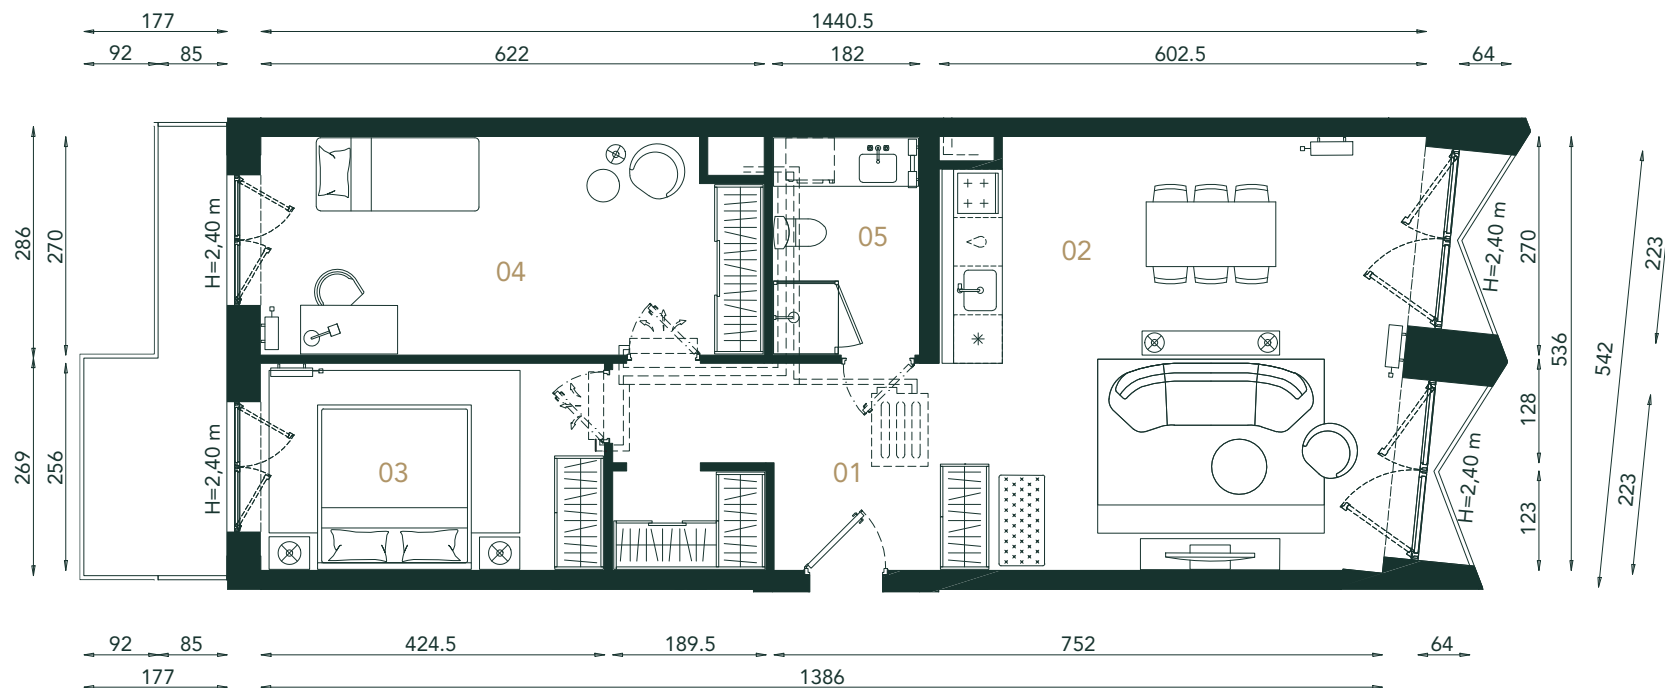 177 1440.5
92 85 622 182 602.5 64
286 270 H=2,40 m 04 05 02 H=2,40 m 270 536 542 223
269 256 H=2,40 m 03 01 H=2,40 m 128 123 223
92 85 424.5 189.5 752 64
177 1386